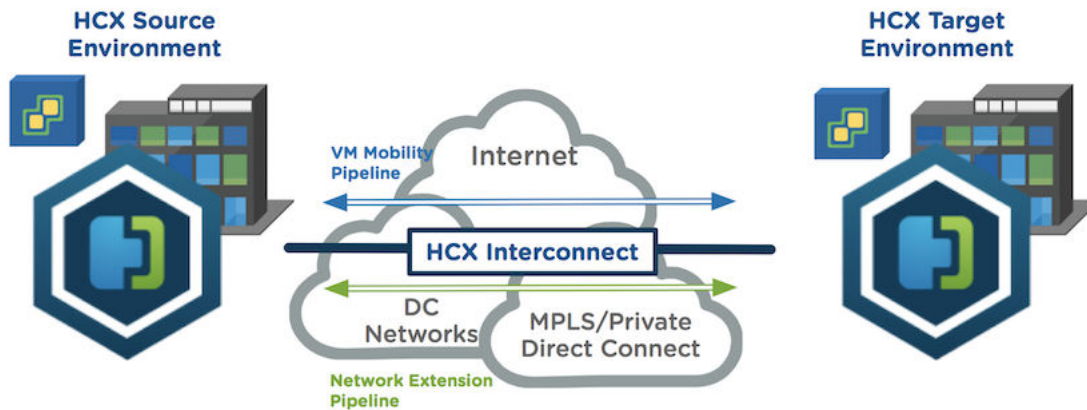 HCX Source
Environment
HCX Target
Environment
VM Mobility
Pipeline
Internet
HCX Interconnect
DC
Networks
MPLS/Private
Direct Connect
Network Extension
Pipeline